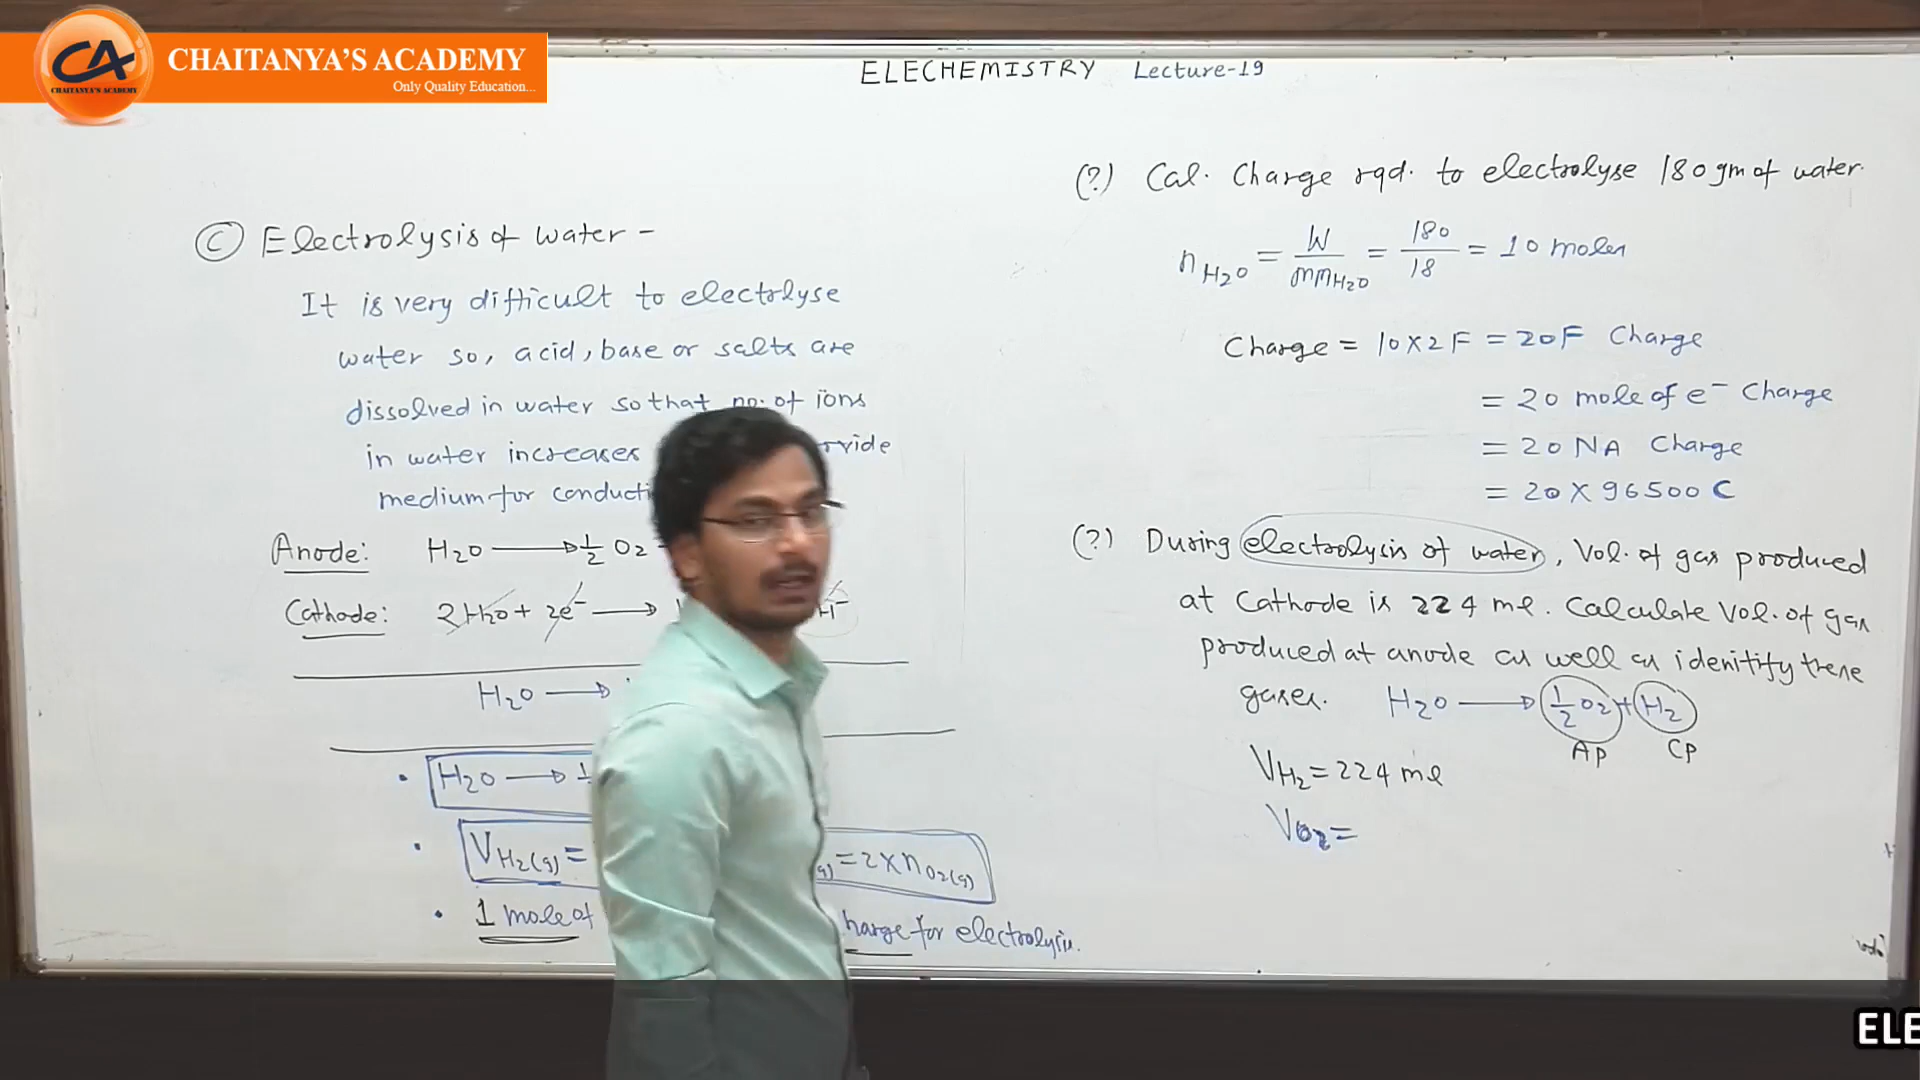 CHAITANYA'S ACADEMY
Only Quality Education...
CA
CHAITANYA'S ACADEMY
ELECHEMISTRY Lecture-19
(C) Electrolysis of water -
It is very difficult to electrolyse
water so, acid, base or salts are
dissolved in water so that no. of ions
in water increases
medium for conducti
Anode: H2O → 1/2 O2
Cathode: 2H2O + 2e- →
H2O →
• H2O → 1
• VH2(g) = =2×nO2(g)
• 1 mole of harge for electrolysis.
(?) Cal. Charge rqd. to electrolyse 180 gm of water.
nH2O = W/mmH2O = 180/18 = 10 moles
Charge = 10×2F = 20F Charge
= 20 mole of e- Charge
= 20 NA Charge
= 20 × 96500 C
(?) During electrolysis of water, Vol. of gas produced
at Cathode is 224 ml. Calculate Vol. of gas
produced at anode as well as idenitify these
gases. H2O → 1/2 O2 + H2
AP CP
VH2 = 224 ml
VO2 =
ELE